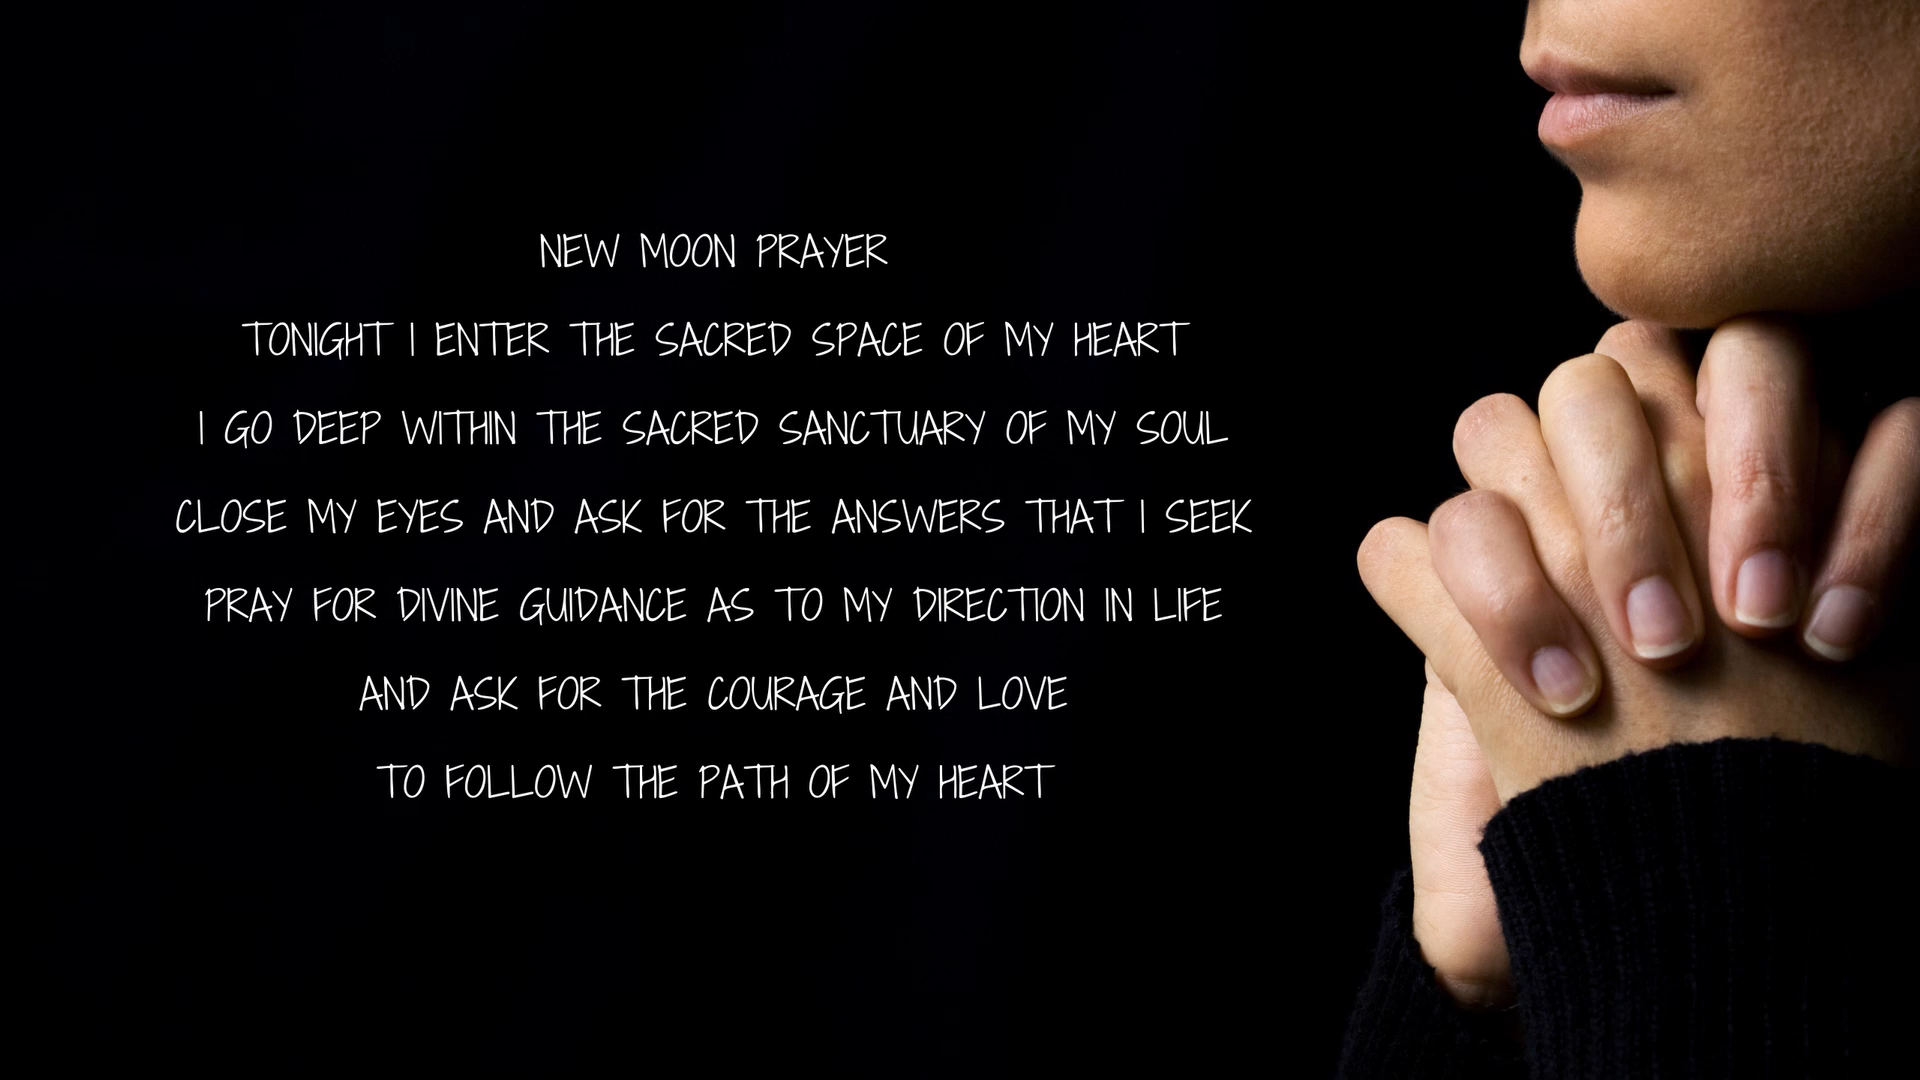 NEW MOON PRAYER
TONIGHT I ENTER THE SACRED SPACE OF MY HEART
I GO DEEP WITHIN THE SACRED SANCTUARY OF MY SOUL
CLOSE MY EYES AND ASK FOR THE ANSWERS THAT I SEEK
PRAY FOR DIVINE GUIDANCE AS TO MY DIRECTION IN LIFE
AND ASK FOR THE COURAGE AND LOVE
TO FOLLOW THE PATH OF MY HEART